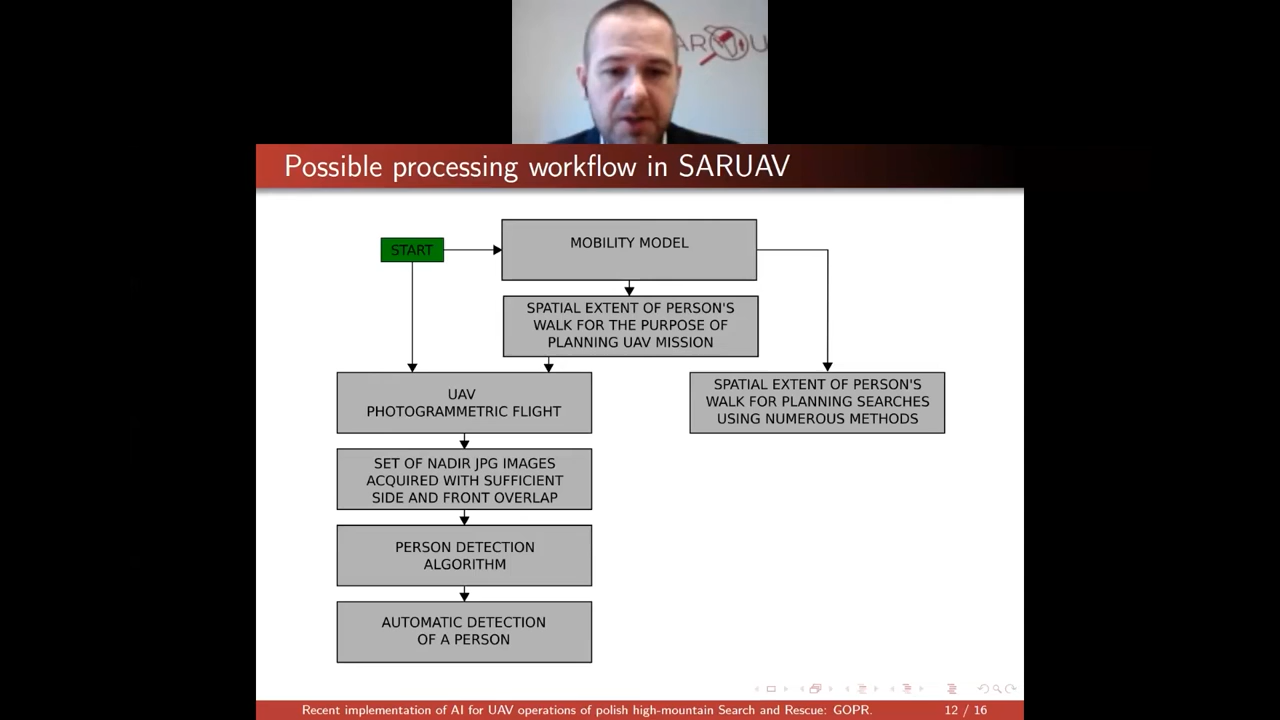 Possible processing workflow in SARUAV
START
MOBILITY MODEL
SPATIAL EXTENT OF PERSON'S
WALK FOR THE PURPOSE OF
PLANNING UAV MISSION
UAV
PHOTOGRAMMETRIC FLIGHT
SPATIAL EXTENT OF PERSON'S
WALK FOR PLANNING SEARCHES
USING NUMEROUS METHODS
SET OF NADIR JPG IMAGES
ACQUIRED WITH SUFFICIENT
SIDE AND FRONT OVERLAP
PERSON DETECTION
ALGORITHM
AUTOMATIC DETECTION
OF A PERSON
Recent implementation of AI for UAV operations of polish high-mountain Search and Rescue: GOPR.
12 / 16